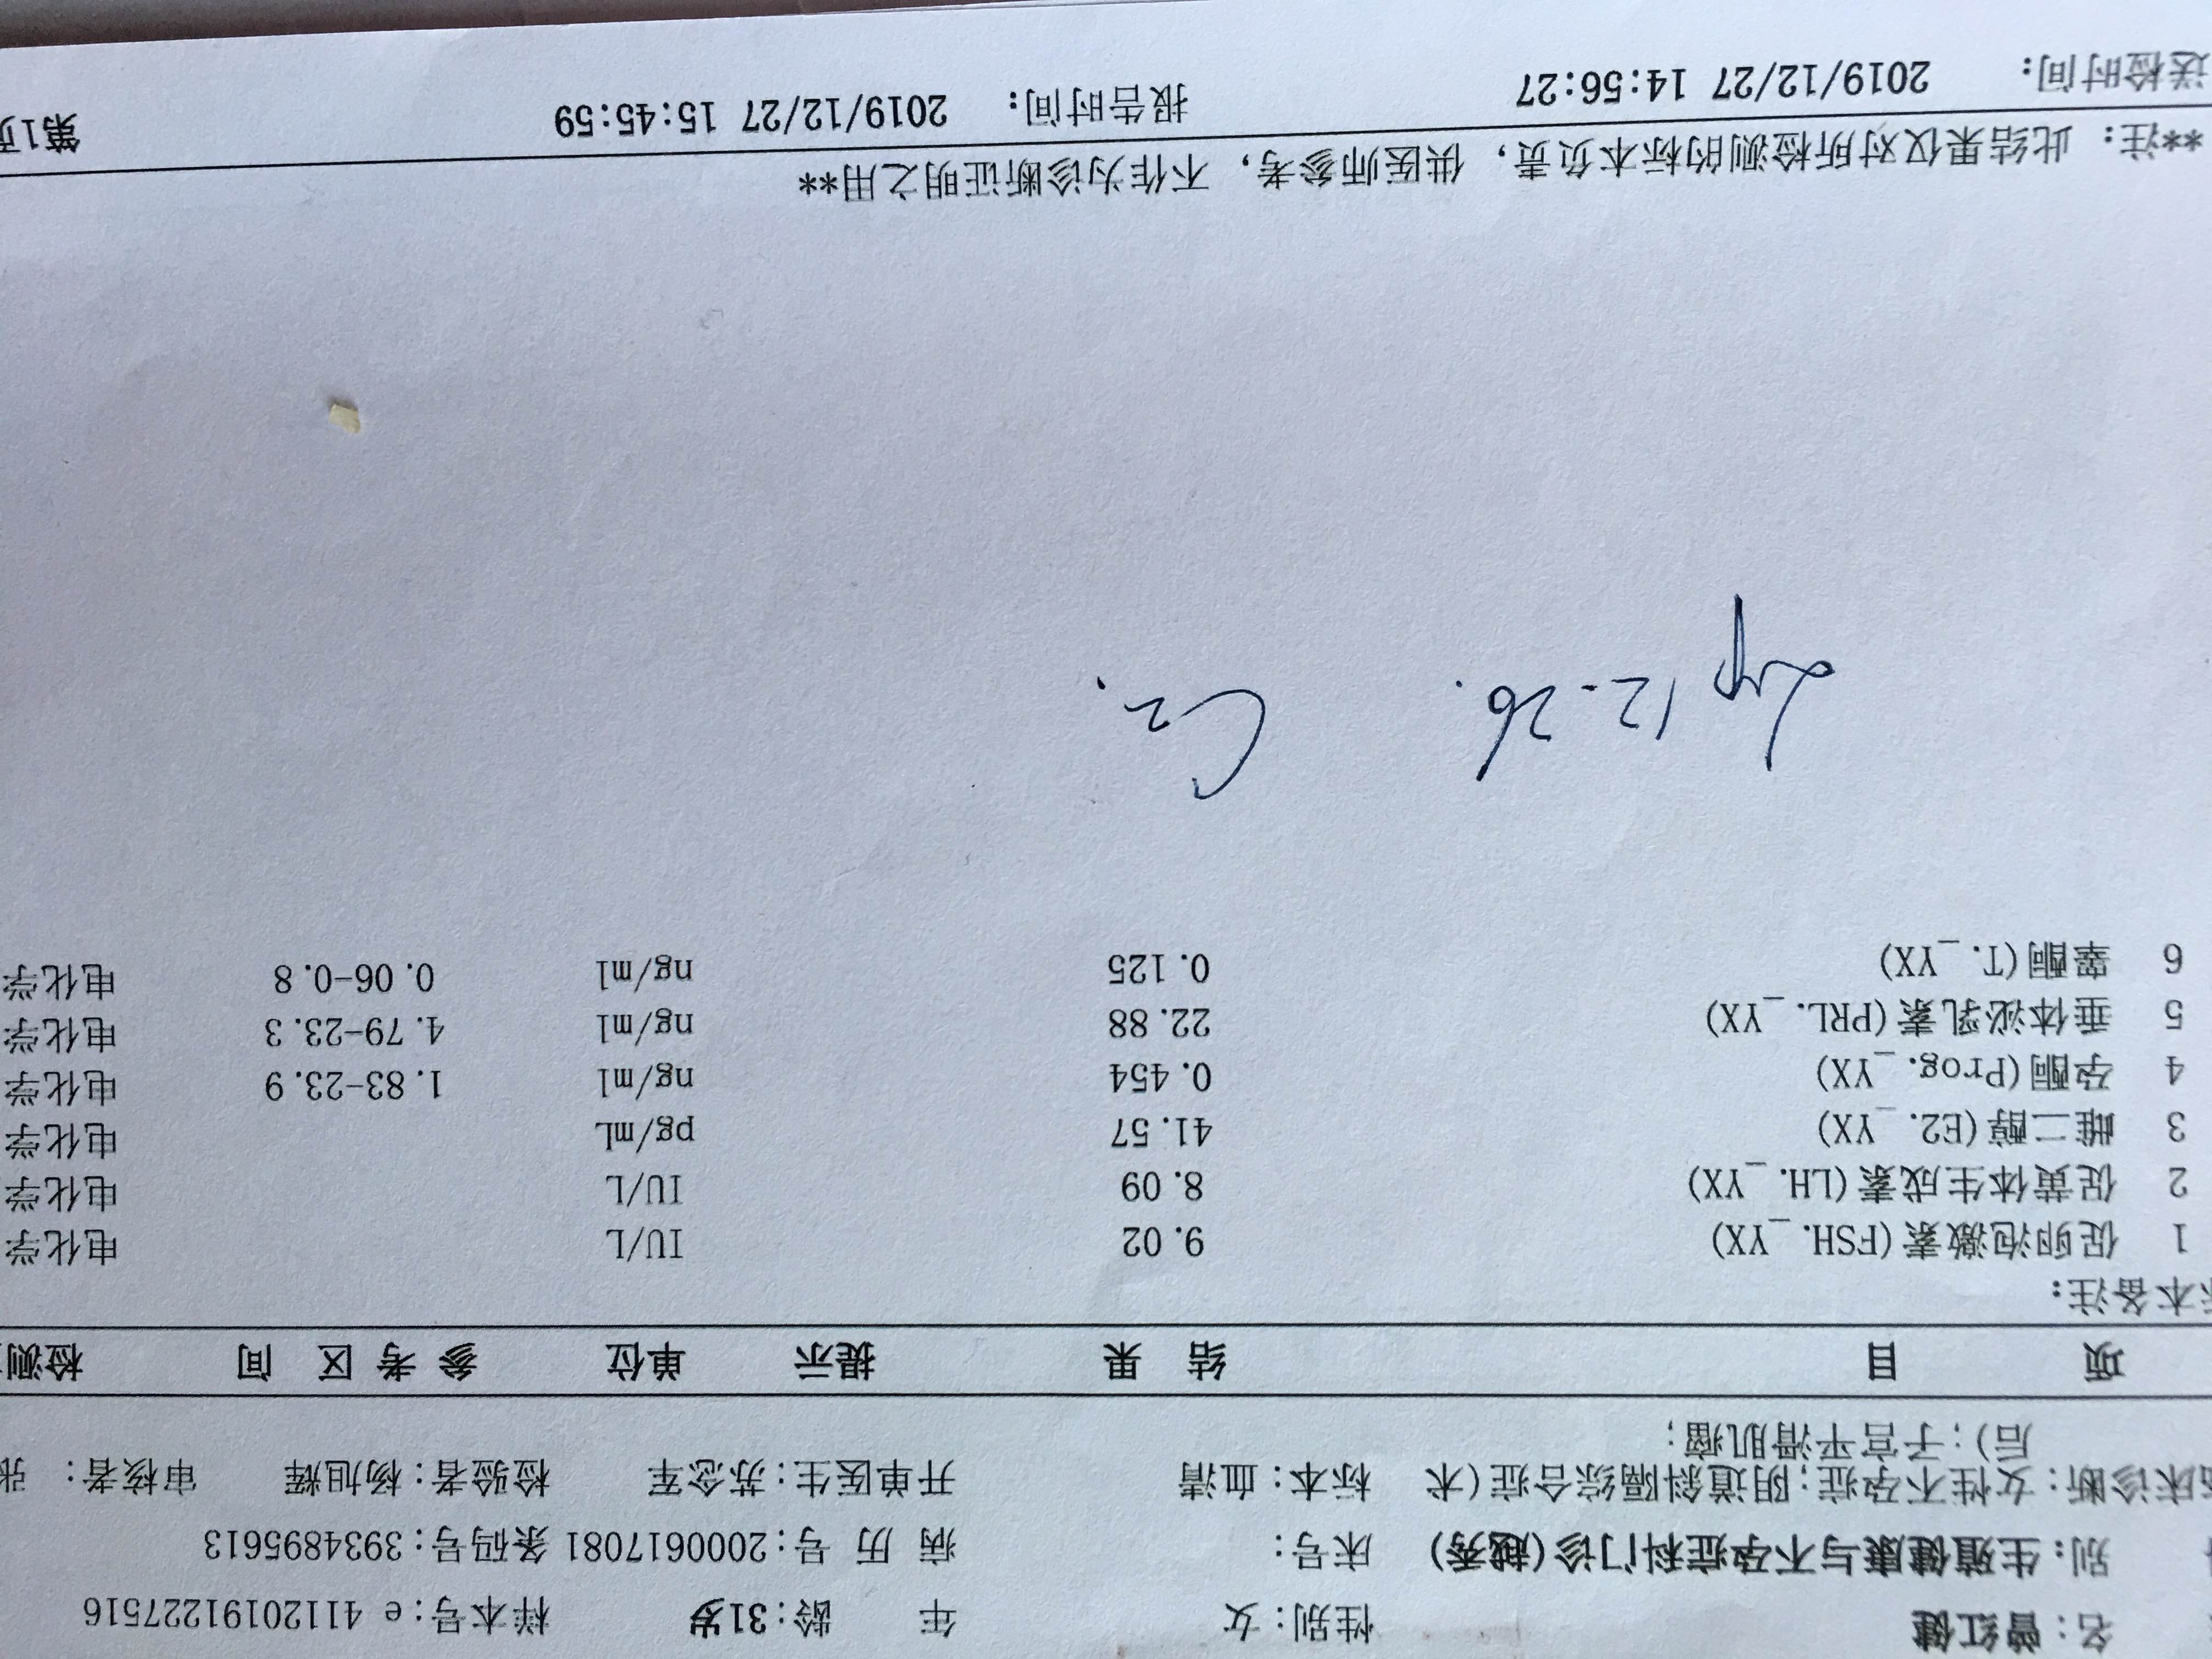 名：曾红健 性别：女 年 龄：31岁 样本号：e 4112019122 7516
别：生殖健康与不孕症科门诊(越秀) 床号： 病 历 号：2000617081 条码号：3934895613
床诊断：女性不孕症;阴道斜隔综合征(术 标本：血清 开单医生：苏念军 检验者：杨旭辉 审核者：张
后);子宫平滑肌瘤;
项 目 结 果 提示 单位 参 考 区 间 检测
本备注：
1 促卵泡激素(FSH._YX) 9.02 IU/L 电化学
2 促黄体生成素(LH._YX) 8.09 IU/L 电化学
3 雌二醇(E2._YX) 41.57 pg/mL 电化学
4 孕酮(Prog._YX) 0.454 ng/ml 1.83-23.9 电化学
5 垂体泌乳素(PRL._YX) 22.88 ng/ml 4.79-23.3 电化学
6 睾酮(T._YX) 0.125 ng/ml 0.06-0.8 电化学
Lmp 12-26. C2.
**注：此结果仅对所检测的标本负责，供医师参考，不作为诊断证明之用**
送检时间： 2019/12/27 14:56:27 报告时间： 2019/12/27 15:45:59 第1页